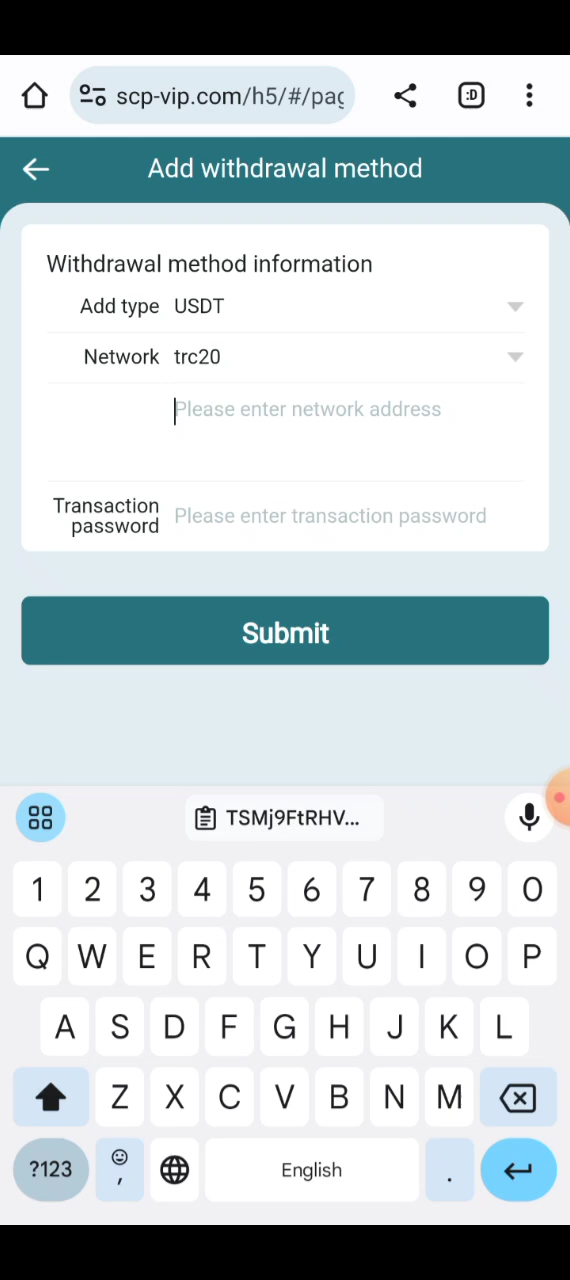 :D
scp-vip.com/h5/#/pag
Add withdrawal method
Withdrawal method information
Add type USDT
Network trc20
Please enter network address
Transaction password Please enter transaction password
Submit
TSMj9FtRHV...
1 2 3 4 5 6 7 8 9 0
Q W E R T Y U I O P
A S D F G H J K L
Z X C V B N M
?123 , English .